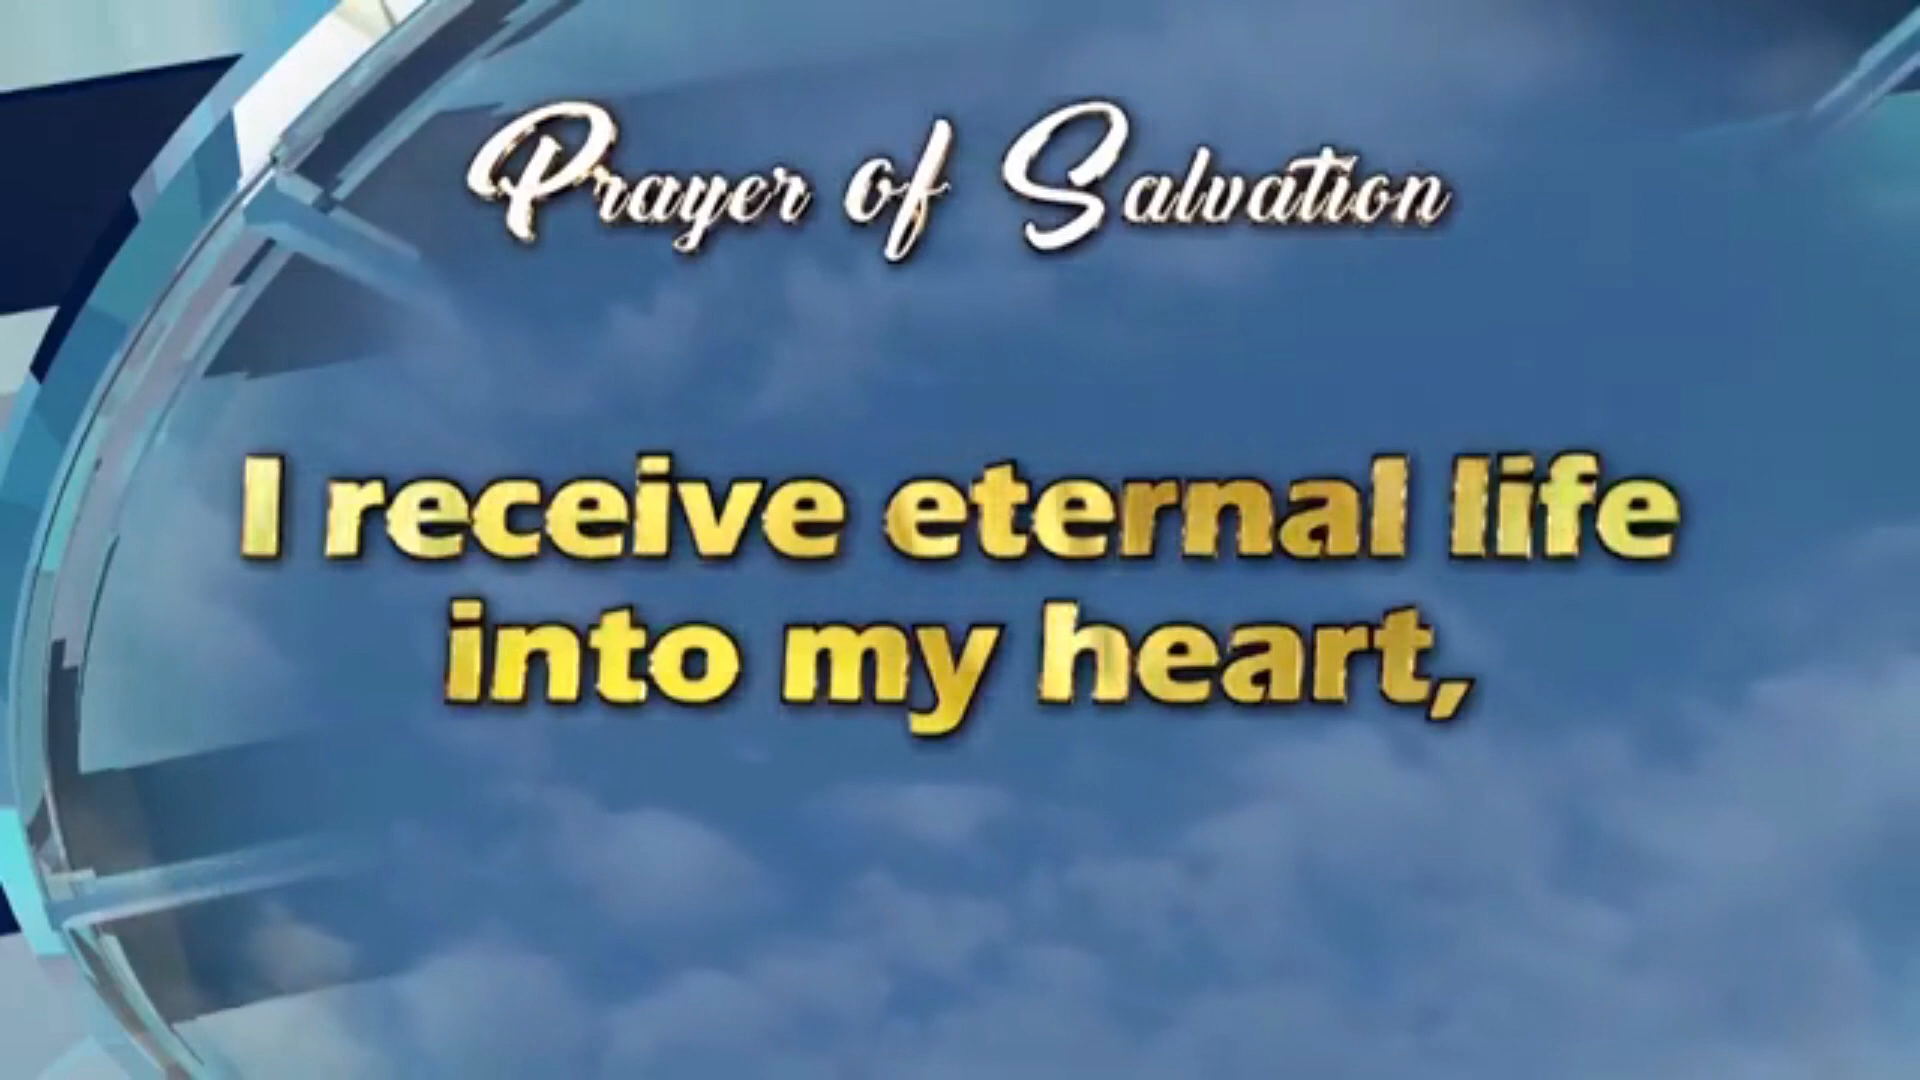 Prayer of Salvation
I receive eternal life
into my heart,